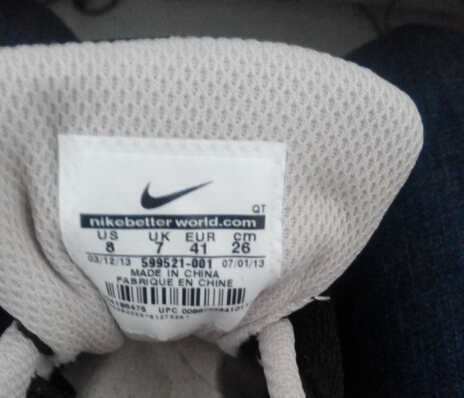 QT
nikebetterworld.com
US UK EUR cm
8 7 41 26
03/12/13 599521-001 07/01/13
MADE IN CHINA
FABRIQUE EN CHINE
UPC